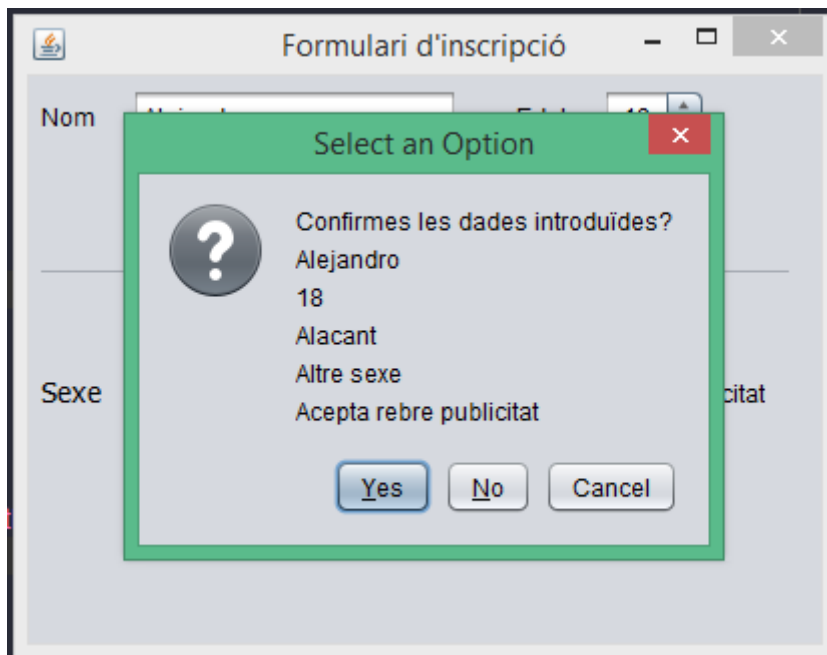 Formulari d'inscripció
Nom
Select an Option
Confirmes les dades introduïdes?
Alejandro
18
Alacant
Altre sexe
Acepta rebre publicitat
Sexe
citat
Yes
No
Cancel